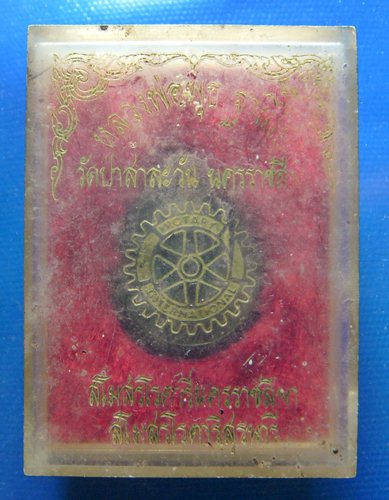 หลวงพ่อพุธ ฐานิ
วัดป่าสาละวัน นครราชสี
ROTARY
INTERNATIONAL
สโมสรโรตารีนครราชสีมา
สโมสรโรตารีสุรนารี